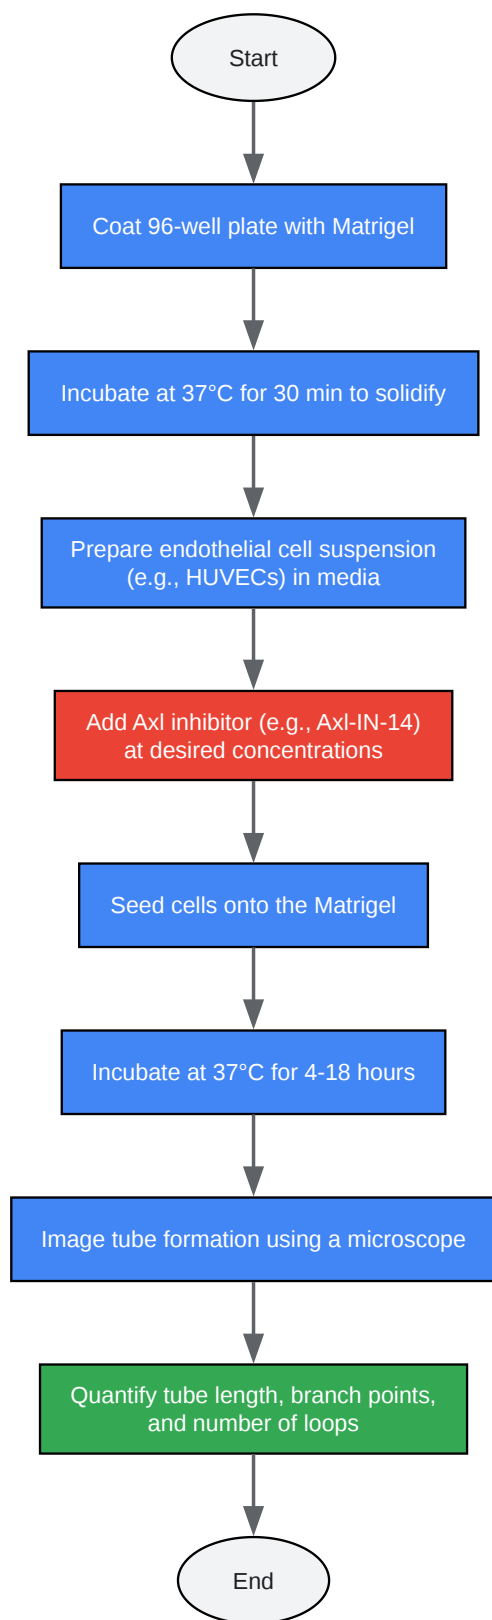 Start
Coat 96-well plate with Matrigel
Incubate at 37°C for 30 min to solidify
Prepare endothelial cell suspension
(e.g., HUVECs) in media
Add Axl inhibitor (e.g., Axl-IN-14)
at desired concentrations
Seed cells onto the Matrigel
Incubate at 37°C for 4-18 hours
Image tube formation using a microscope
Quantify tube length, branch points,
and number of loops
End